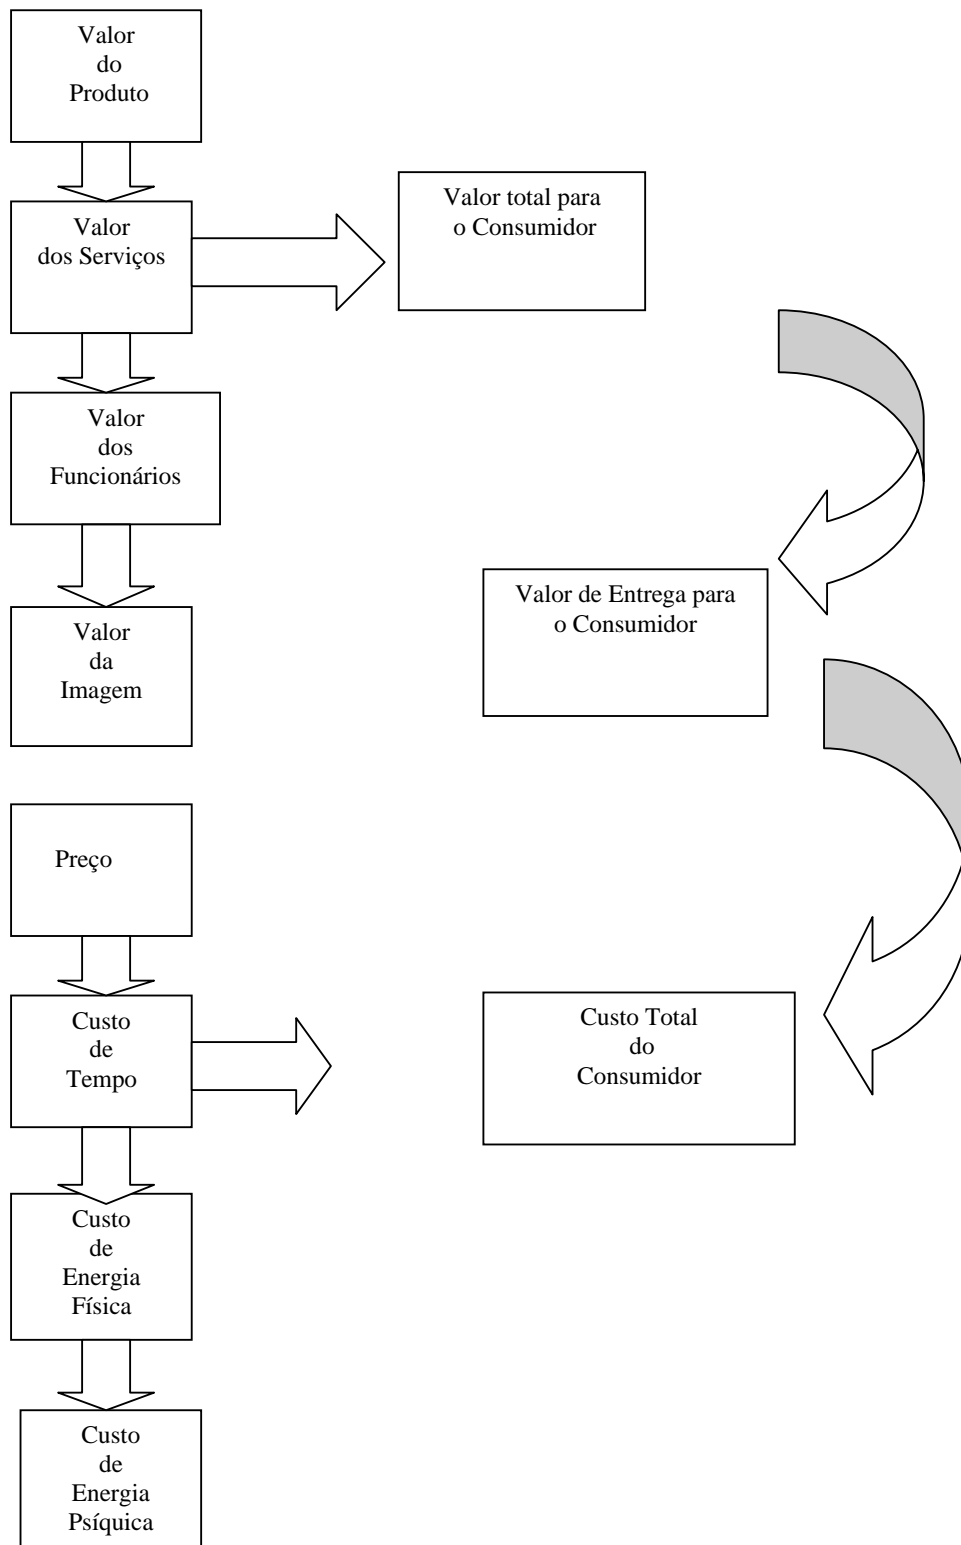 Valor
do
Produto
Valor
dos Serviços
Valor total para
o Consumidor
Valor
dos
Funcionários
Valor de Entrega para
o Consumidor
Valor
da
Imagem
Preço
Custo
de
Tempo
Custo Total
do
Consumidor
Custo
de
Energia
Física
Custo
de
Energia
Psíquica